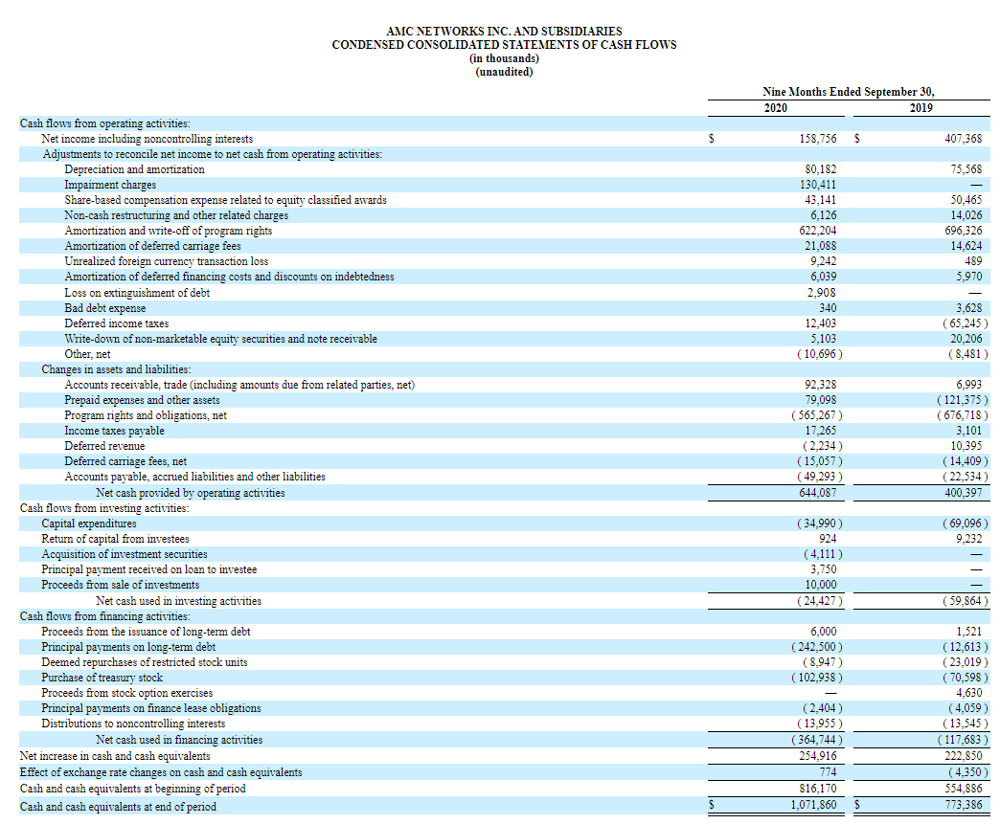 AMC NETWORKS INC. AND SUBSIDIARIES
CONDENSED CONSOLIDATED STATEMENTS OF CASH FLOWS
(in thousands)
(unaudited)
Nine Months Ended September 30,
2020 2019
Cash flows from operating activities:
Net income including noncontrolling interests $ 158,756 $ 407,368
Adjustments to reconcile net income to net cash from operating activities:
Depreciation and amortization 80,182 75,568
Impairment charges 130,411 —
Share-based compensation expense related to equity classified awards 43,141 50,465
Non-cash restructuring and other related charges 6,126 14,026
Amortization and write-off of program rights 622,204 696,326
Amortization of deferred carriage fees 21,088 14,624
Unrealized foreign currency transaction loss 9,242 489
Amortization of deferred financing costs and discounts on indebtedness 6,039 5,970
Loss on extinguishment of debt 2,908 —
Bad debt expense 340 3,628
Deferred income taxes 12,403 ( 65,245 )
Write-down of non-marketable equity securities and note receivable 5,103 20,206
Other, net ( 10,696 ) ( 8,481 )
Changes in assets and liabilities:
Accounts receivable, trade (including amounts due from related parties, net) 92,328 6,993
Prepaid expenses and other assets 79,098 ( 121,375 )
Program rights and obligations, net ( 565,267 ) ( 676,718 )
Income taxes payable 17,265 3,101
Deferred revenue ( 2,234 ) 10,395
Deferred carriage fees, net ( 15,057 ) ( 14,409 )
Accounts payable, accrued liabilities and other liabilities ( 49,293 ) ( 22,534 )
Net cash provided by operating activities 644,087 400,397
Cash flows from investing activities:
Capital expenditures ( 34,990 ) ( 69,096 )
Return of capital from investees 924 9,232
Acquisition of investment securities ( 4,111 ) —
Principal payment received on loan to investee 3,750 —
Proceeds from sale of investments 10,000 —
Net cash used in investing activities ( 24,427 ) ( 59,864 )
Cash flows from financing activities:
Proceeds from the issuance of long-term debt 6,000 1,521
Principal payments on long-term debt ( 242,500 ) ( 12,613 )
Deemed repurchases of restricted stock units ( 8,947 ) ( 23,019 )
Purchase of treasury stock ( 102,938 ) ( 70,598 )
Proceeds from stock option exercises — 4,630
Principal payments on finance lease obligations ( 2,404 ) ( 4,059 )
Distributions to noncontrolling interests ( 13,955 ) ( 13,545 )
Net cash used in financing activities ( 364,744 ) ( 117,683 )
Net increase in cash and cash equivalents 254,916 222,850
Effect of exchange rate changes on cash and cash equivalents 774 ( 4,350 )
Cash and cash equivalents at beginning of period 816,170 554,886
Cash and cash equivalents at end of period $ 1,071,860 $ 773,386